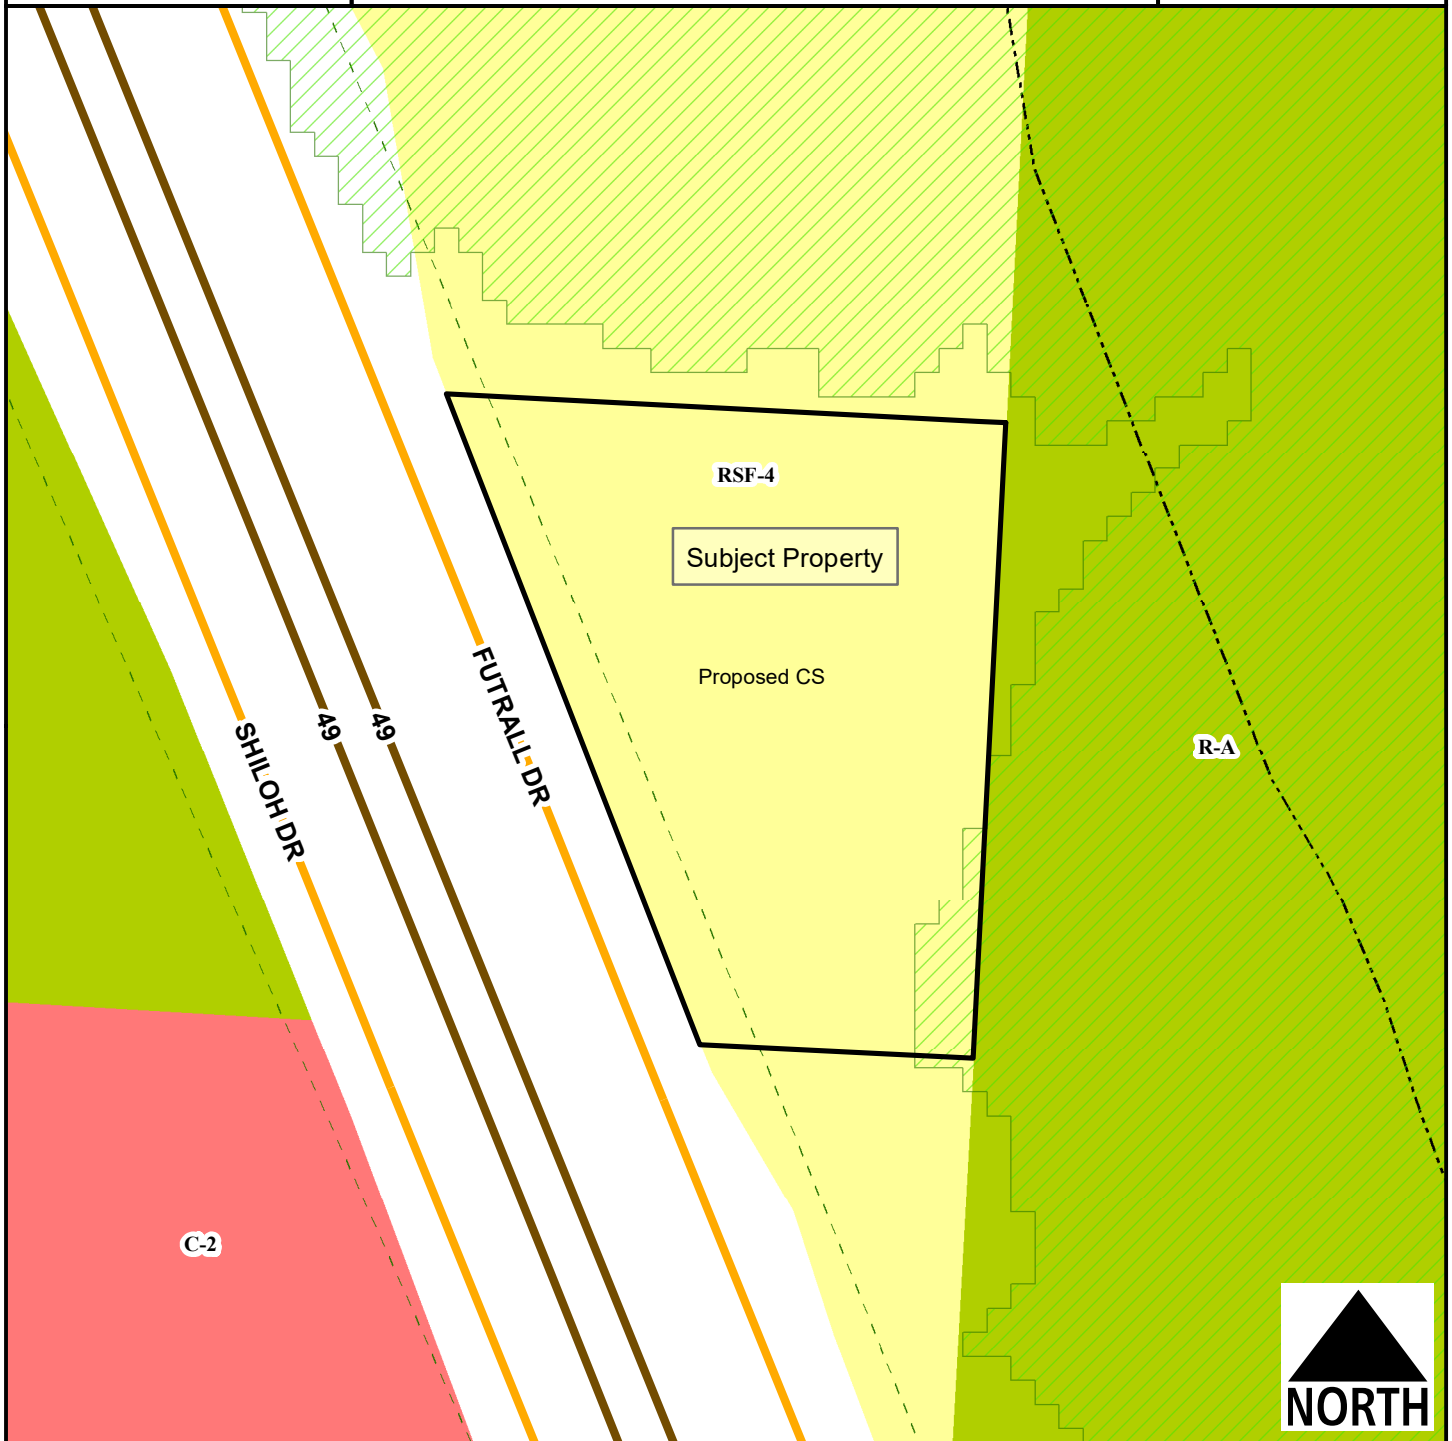 RSF-4
Subject Property
Proposed CS
FUTRALL DR
49
49
SHILOH DR
R-A
C-2
NORTH